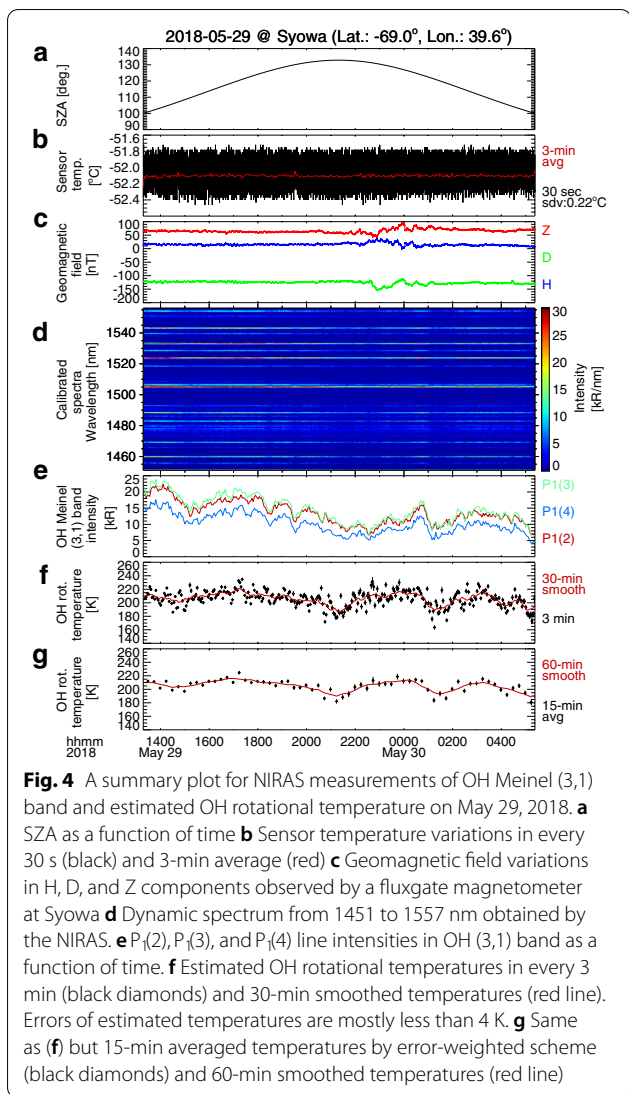 2018-05-29 @ Syowa (Lat.: -69.0°, Lon.: 39.6°)
a
SZA [deg.]
140
130
120
110
100
90
b
Sensor
temp.
[°C]
-51.6
-51.8
-52.0
-52.2
-52.4
3-min
avg
30 sec
sdv:0.22°C
c
Geomagnetic
field
[nT]
100
50
0
-50
-100
-150
-200
Z
D
H
d
Calibrated
spectra
Wavelength [nm]
1540
1520
1500
1480
1460
30
25
20
15
10
5
0
Intensity
[kR/nm]
e
OH Meinel
(3,1) band
intensity
[kR]
25
20
15
10
5
0
P1(3)
P1(4)
P1(2)
f
OH rot.
temperature
[K]
260
240
220
200
180
160
140
30-min
smooth
3 min
g
OH rot.
temperature
[K]
260
240
220
200
180
160
140
60-min
smooth
15-min
avg
hhmm
2018
1400
May 29
1600
1800
2000
2200
0000
May 30
0200
0400
Fig. 4 A summary plot for NIRAS measurements of OH Meinel (3,1)
band and estimated OH rotational temperature on May 29, 2018. a
SZA as a function of time b Sensor temperature variations in every
30 s (black) and 3-min average (red) c Geomagnetic field variations
in H, D, and Z components observed by a fluxgate magnetometer
at Syowa d Dynamic spectrum from 1451 to 1557 nm obtained by
the NIRAS. e P₁(2), P₁(3), and P₁(4) line intensities in OH (3,1) band as a
function of time. f Estimated OH rotational temperatures in every 3
min (black diamonds) and 30-min smoothed temperatures (red line).
Errors of estimated temperatures are mostly less than 4 K. g Same
as (f) but 15-min averaged temperatures by error-weighted scheme
(black diamonds) and 60-min smoothed temperatures (red line)